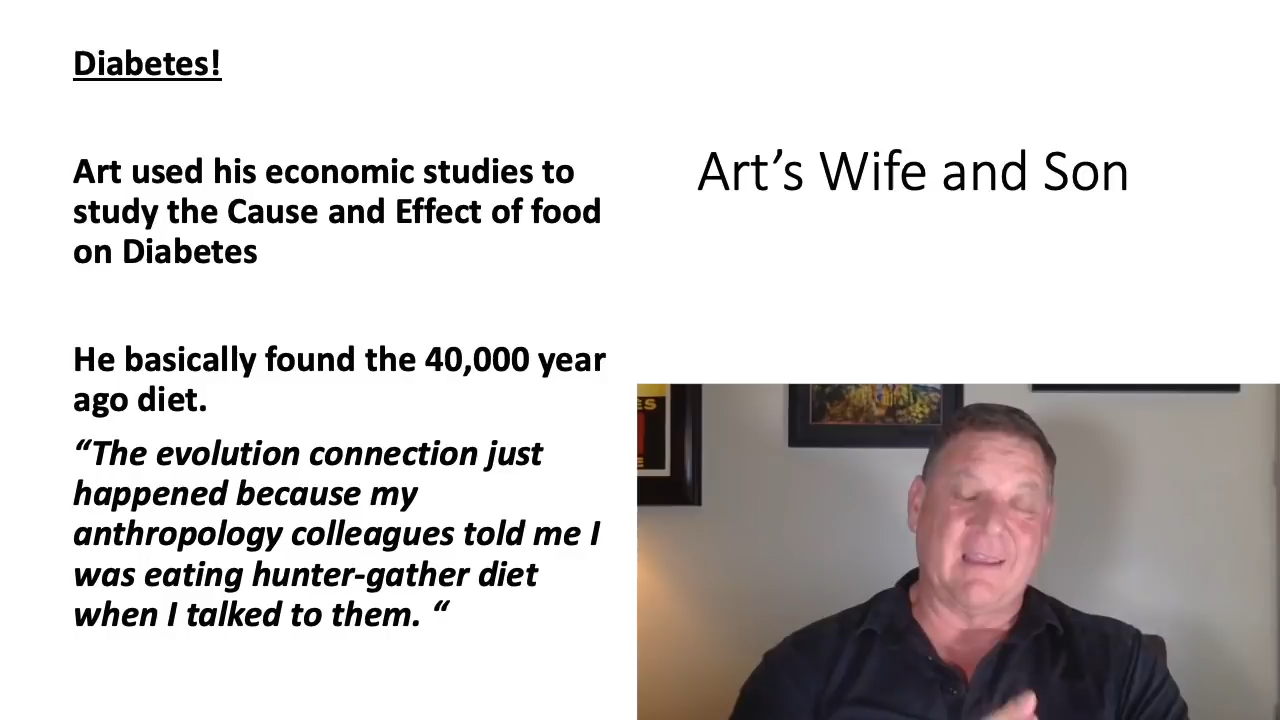 Diabetes!
Art used his economic studies to
study the Cause and Effect of food
on Diabetes
He basically found the 40,000 year
ago diet.
“The evolution connection just
happened because my
anthropology colleagues told me I
was eating hunter-gather diet
when I talked to them. “
Art’s Wife and Son